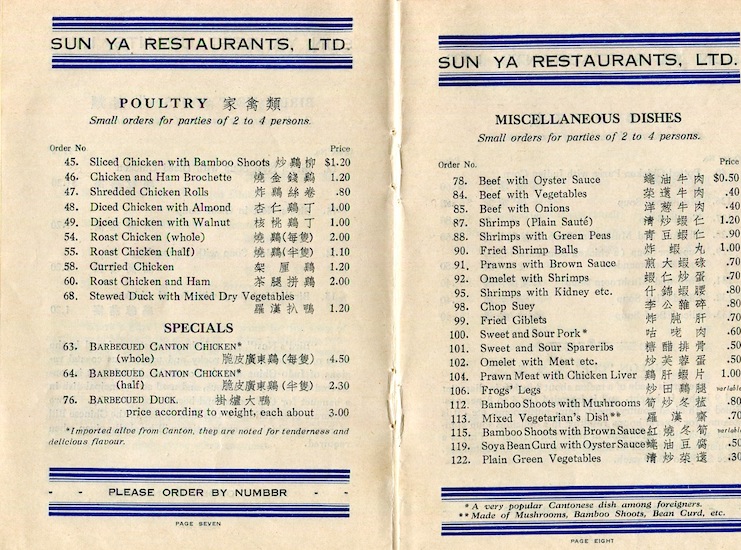 SUN YA RESTAURANTS, LTD.
POULTRY 家禽類
Small orders for parties of 2 to 4 persons.
Order No Price
45. Sliced Chicken with Bamboo Shoots 炒鷄柳 $1.20
46. Chicken and Ham Brochette 燒金錢鷄 1.20
47. Shredded Chicken Rolls 炸鷄絲卷 .80
48. Diced Chicken with Almond 杏仁鷄丁 1.00
49. Diced Chicken with Walnut 核桃鷄丁 1.00
54. Roast Chicken (whole) 燒鷄(每隻) 2.00
55. Roast Chicken (half) 燒鷄(半隻) 1.10
58. Curried Chicken 架厘鷄 1.20
60. Roast Chicken and Ham 茶腿拼鷄 2.00
68. Stewed Duck with Mixed Dry Vegetables
羅漢扒鴨 1.20
SPECIALS
63. BARBECUED CANTON CHICKEN*
(whole) 脆皮廣東鷄(每隻) 4.50
64. BARBECUED CANTON CHICKEN*
(half) 脆皮廣東鷄(半隻) 2.30
76. BARBECUED DUCK. 掛爐大鴨
price according to weight, each about 3.00
*Imported alive from Canton, they are noted for tenderness and
delicious flavour.
- - PLEASE ORDER BY NUMBBR - -
PAGE SEVEN
SUN YA RESTAURANTS, LTD.
MISCELLANEOUS DISHES
Small orders for parties of 2 to 4 persons.
Order No. Price
78. Beef with Oyster Sauce 蠔油牛肉 $0.50
84. Beef with Vegetables 菜薳牛肉 .40
85. Beef with Onions 洋葱牛肉 .40
87. Shrimps (Plain Sauté) 清炒蝦仁 1.20
88. Shrimps with Green Peas 青豆蝦仁 .90
90. Fried Shrimp Balls 炸蝦丸 1.00
91. Prawns with Brown Sauce 煎大蝦碌 .70
92. Omelet with Shrimps 蝦仁炒蛋 .70
95. Shrimps with Kidney etc. 什錦蝦腰 .80
98. Chop Suey 李公雜碎 .80
99. Fried Giblets 炸肫肝 .70
100. Sweet and Sour Pork* 咕咾肉 .60
101. Sweet and Sour Spareribs 糖醋排骨 .50
102. Omelet with Meat etc. 炒芙蓉蛋 .50
104. Prawn Meat with Chicken Liver 鷄肝蝦片 1.00
106. Frogs' Legs 炒田鷄腿 variable
112. Bamboo Shoots with Mushrooms 筍炒冬菰 .80
113. Mixed Vegetarian's Dish** 羅漢齋 .70
115. Bamboo Shoots with Brown Sauce 紅燒冬筍 variable
119. Soya Bean Curd with Oyster Sauce 蠔油豆腐 .50
122. Plain Green Vegetables 清炒菜薳 .30
* A very popular Cantonese dish among foreigners.
** Made of Mushrooms, Bamboo Shoots, Bean Curd, etc.
PAGE EIGHT